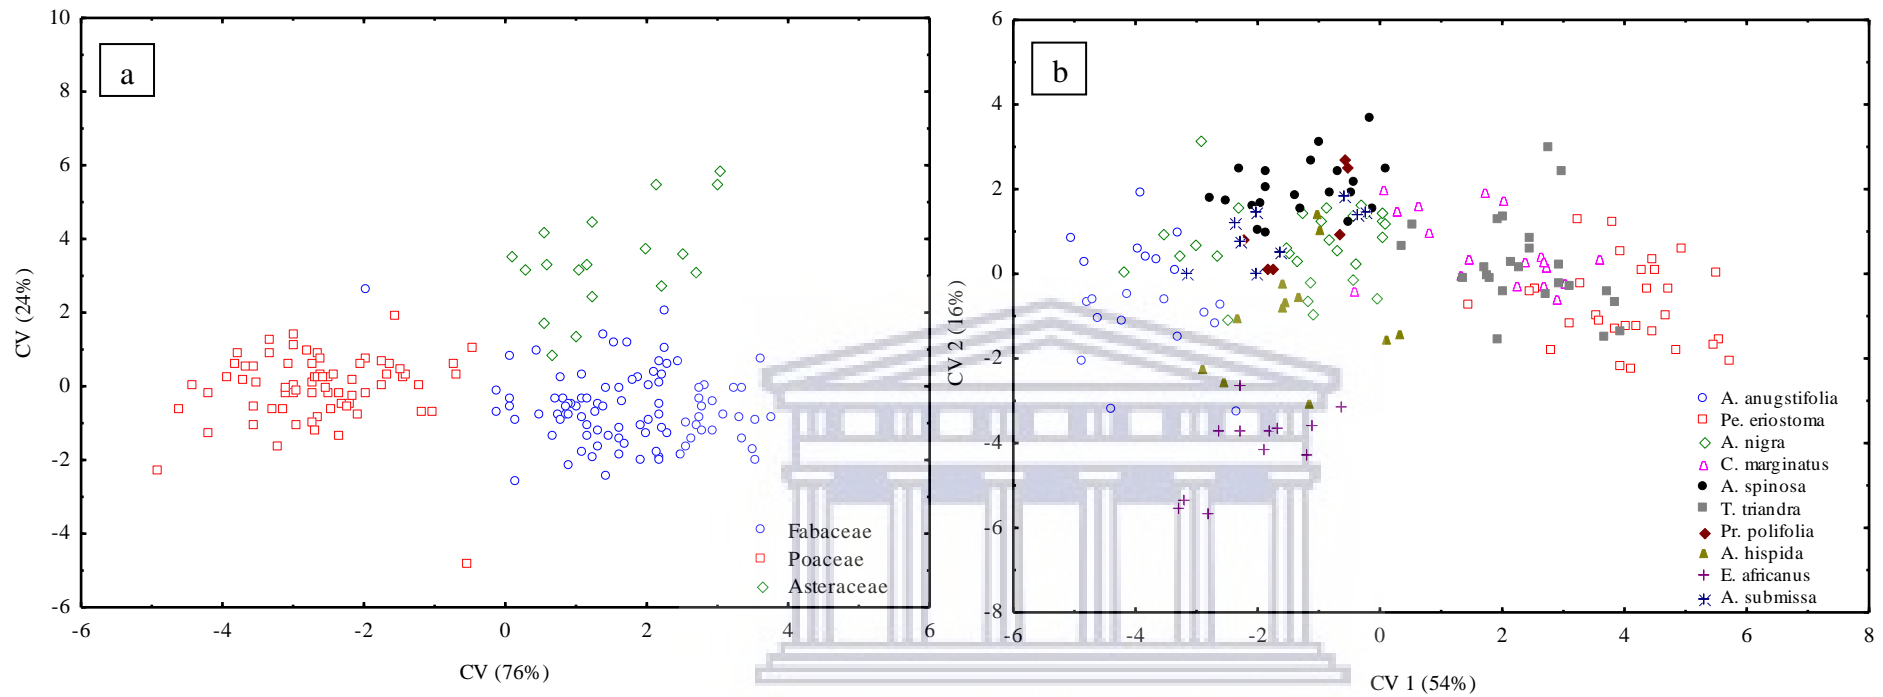 a
10
8
6
4
2
0
-2
-4
-6
CV (24%)
-6 -4 -2 0 2 4 6
CV (76%)
Fabaceae
Poaceae
Asteraceae
b
6
4
2
0
-2
-4
-6
-8
CV 2 (16%)
-6 -4 -2 0 2 4 6 8
CV 1 (54%)
A. anugstifolia
Pe. eriostoma
A. nigra
C. marginatus
A. spinosa
T. triandra
Pr. polifolia
A. hispida
E. africanus
A. submissa